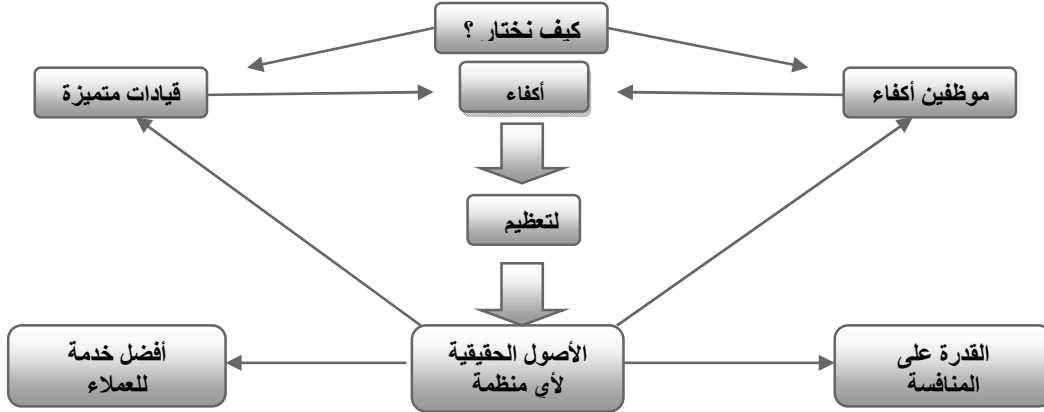 كيف نختار ؟
موظفين أكفاء
أكفاء
قيادات متميزة
لتعظيم
القدرة على
المنافسة
الأصول الحقيقية
لأي منظمة
أفضل خدمة
للعملاء